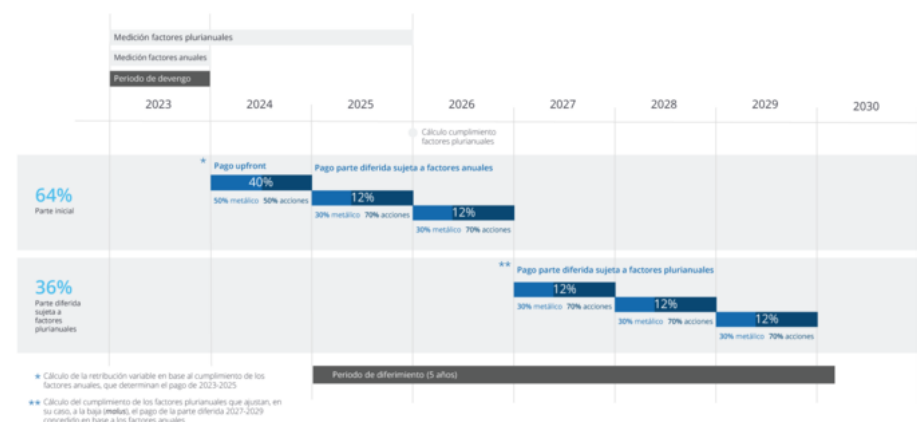 Medición factores plurianuales
Medición factores anuales
Periodo de devengo
2023 2024 2025 2026 2027 2028 2029 2030
Cálculo cumplimiento
factores plurianuales
* Pago upfront Pago parte diferida sujeta a factores anuales
64%
Parte inicial
40%
50% metálico 50% acciones
12%
30% metálico 70% acciones
12%
30% metálico 70% acciones
** Pago parte diferida sujeta a factores plurianuales
36%
Parte diferida
sujeta a
factores
plurianuales
12%
30% metálico 70% acciones
12%
30% metálico 70% acciones
12%
30% metálico 70% acciones
Periodo de diferimiento (5 años)
* Cálculo de la retribución variable en base al cumplimiento de los
factores anuales, que determinan el pago de 2023-2025
** Cálculo del cumplimiento de los factores plurianuales que ajustan, en
su caso, a la baja (malus), el pago de la parte diferida 2027-2029
concedido en base a los factores anuales